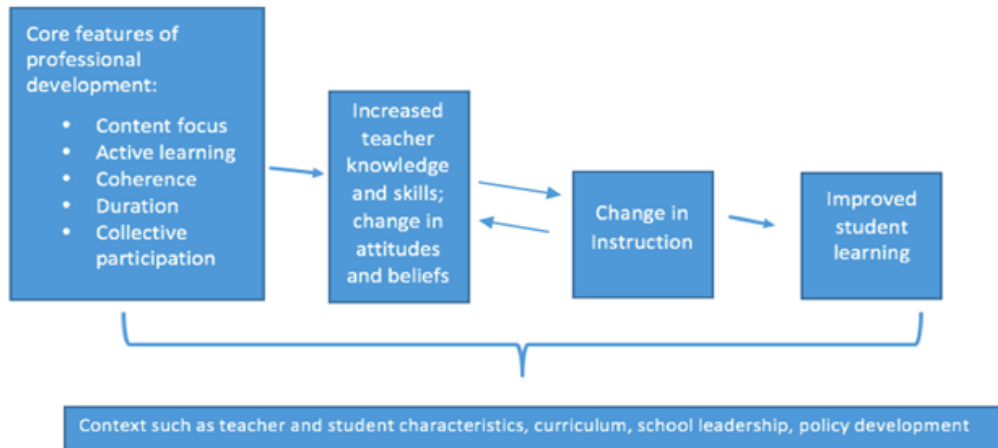 Core features of
professional
development:
• Content focus
• Active learning
• Coherence
• Duration
• Collective
participation
Increased
teacher
knowledge
and skills;
change in
attitudes
and beliefs
Change in
Instruction
Improved
student
learning
Context such as teacher and student characteristics, curriculum, school leadership, policy development